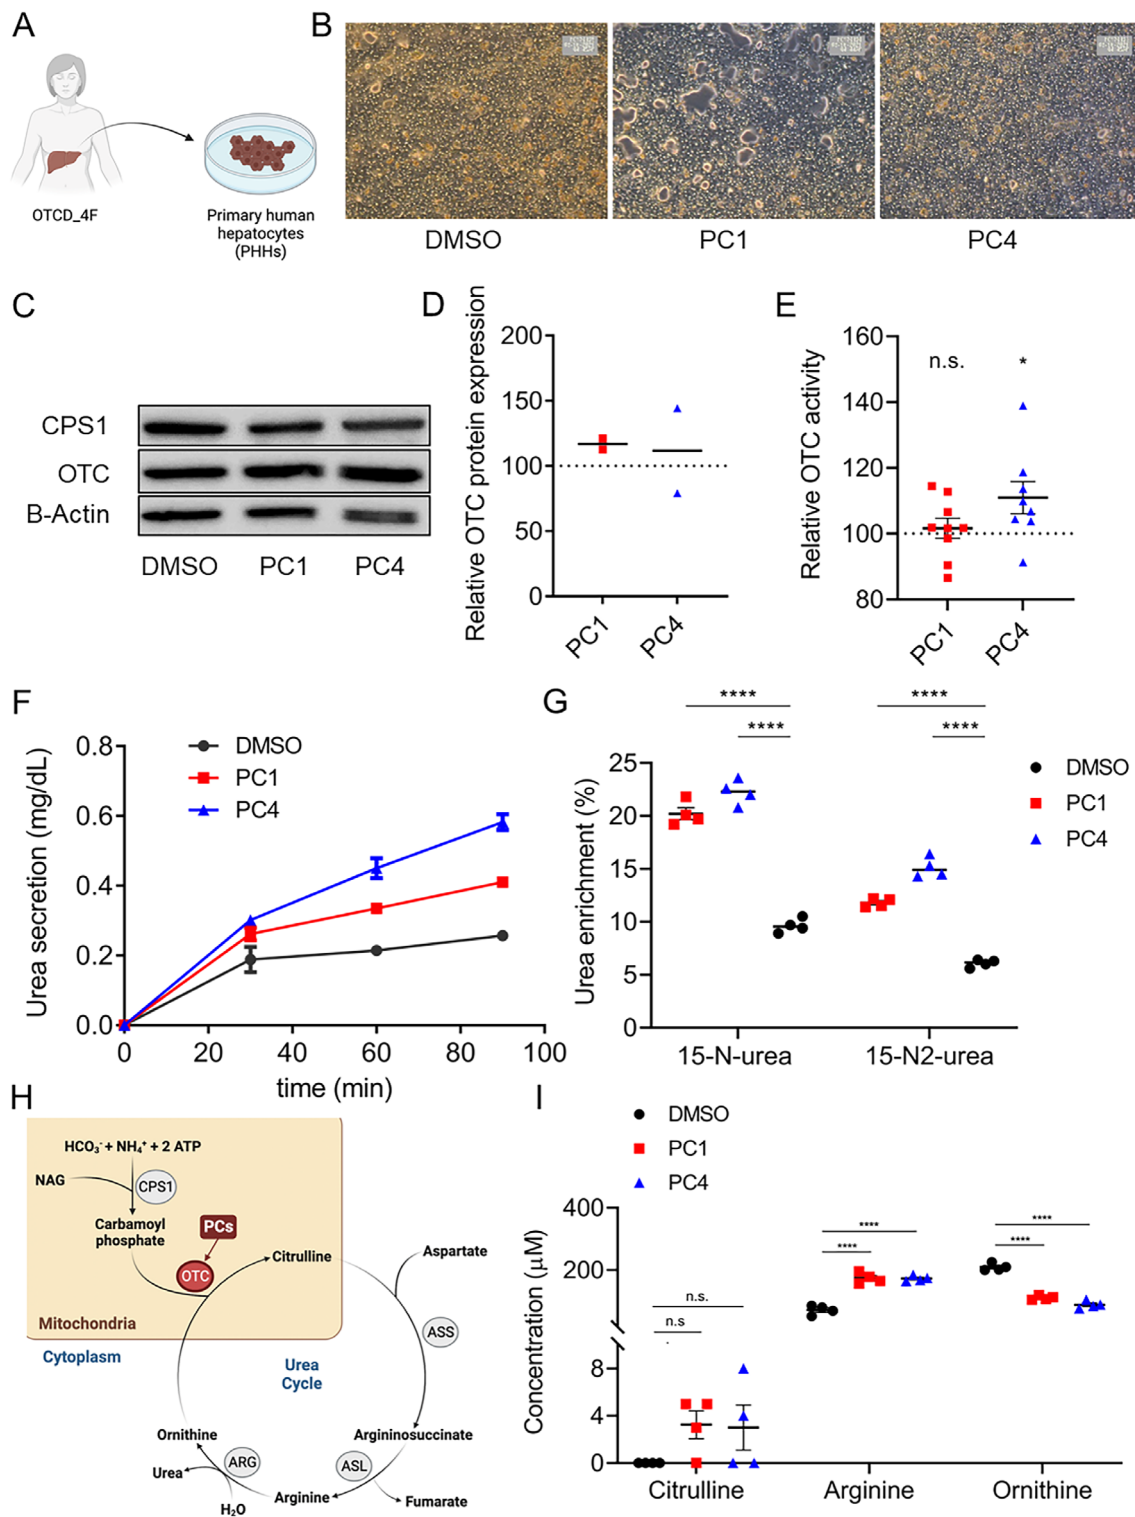 A
OTCD_4F
Primary human
hepatocytes
(PHHs)
B
DMSO
PC1
PC4
C
CPS1
OTC
B-Actin
DMSO
PC1
PC4
D
Relative OTC protein expression
200
150
100
50
0
PC1
PC4
E
Relative OTC activity
160
140
120
100
80
n.s.
*
PC1
PC4
F
Urea secretion (mg/dL)
0.8
0.6
0.4
0.2
0.0
DMSO
PC1
PC4
0
20
40
60
80
100
time (min)
G
Urea enrichment (%)
25
20
15
10
5
0
****
****
****
****
DMSO
PC1
PC4
15-N-urea
15-N2-urea
H
HCO₃⁻ + NH₄⁺ + 2 ATP
NAG
CPS1
Carbamoyl
phosphate
PCs
OTC
Citrulline
Aspartate
Mitochondria
Cytoplasm
Urea
Cycle
ASS
Ornithine
Argininosuccinate
ARG
ASL
Urea
H₂O
Arginine
Fumarate
I
DMSO
PC1
PC4
Concentration (µM)
400
200
8
4
0
n.s.
n.s
****
****
****
****
Citrulline
Arginine
Ornithine